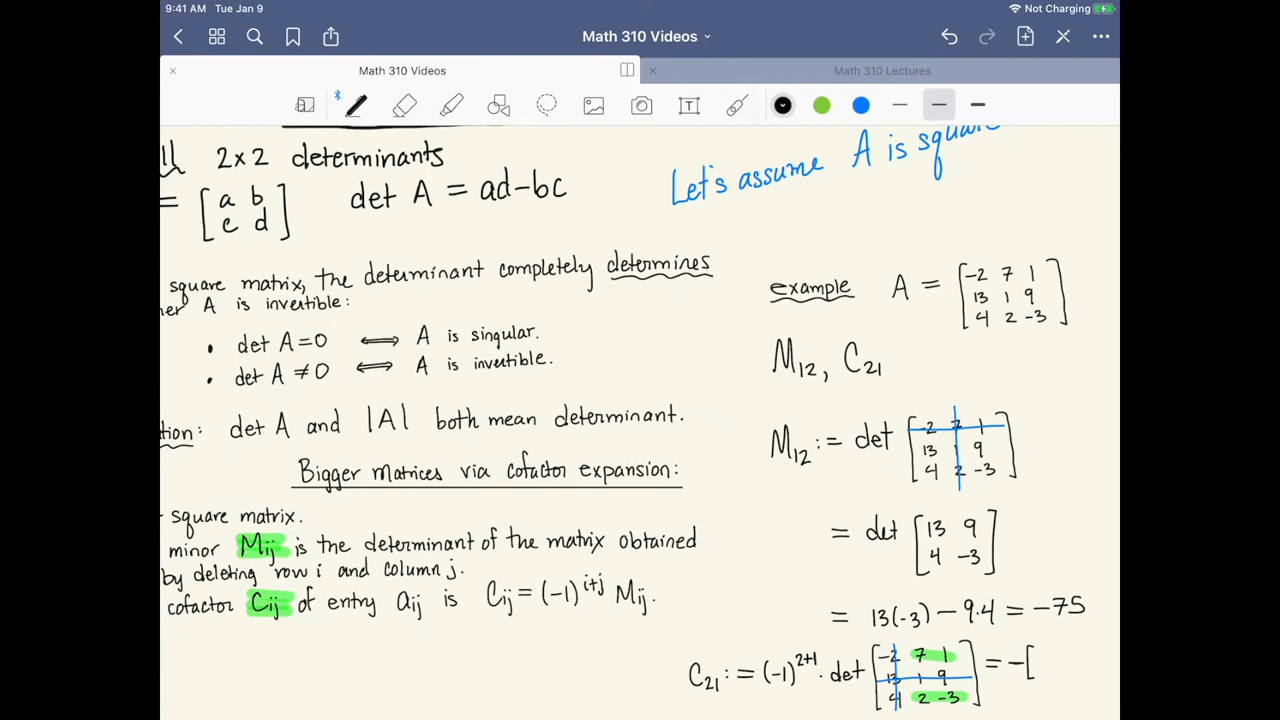 9:41 AM Tue Jan 9
Not Charging
Math 310 Videos
Math 310 Videos
Math 310 Lectures
ll 2x2 determinants
= [a b
c d] det A = ad-bc
Let's assume A is square
square matrix, the determinant completely determines
her A is invertible:
• det A=0 ⟺ A is singular.
• det A ≠ 0 ⟺ A is invertible.
tion: det A and |A| both mean determinant.
Bigger Matrices via cofactor expansion:
square matrix.
minor Mij is the determinant of the matrix obtained
by deleting row i and column j.
cofactor Cij of entry aij is Cij = (-1)^{i+j} Mij.
example A = [-2 7 1
13 1 9
4 2 -3]
M12, C21
M12 := det [-2 7 1
13 1 9
4 2 -3]
= det [13 9
4 -3]
= 13(-3) - 9·4 = -75
C21 := (-1)^{2+1} · det [-2 7 1
13 1 9
4 2 -3] = -[